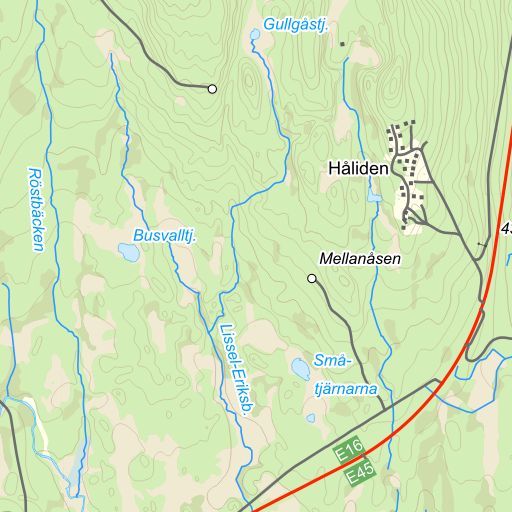 Gullgåstj.
Håliden
Röstbäcken
Busvalltj.
Mellanåsen
Lissel-Eriksb.
Små-
tjärnarna
E16
E45